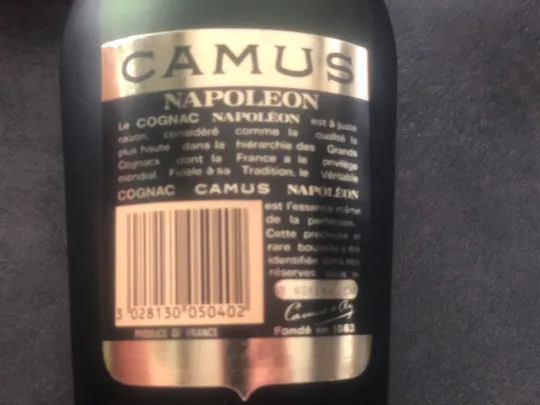 CAMUS
NAPOLEON
Le COGNAC NAPOLÉON est à juste
raison, considéré comme la qualité la
plus haute dans la hiérarchie des Grands
Cognacs dont la France a le privilège
mondial. Fidèle à sa Tradition, le Véritable
COGNAC CAMUS NAPOLÉON
est l'essence même
de la perfection.
Cette précieuse et
rare bouteille a été
identifiée dans nos
réserves sous n°
3 028130 050402
Camus & Co
PRODUCE OF FRANCE
Fondé en 1863